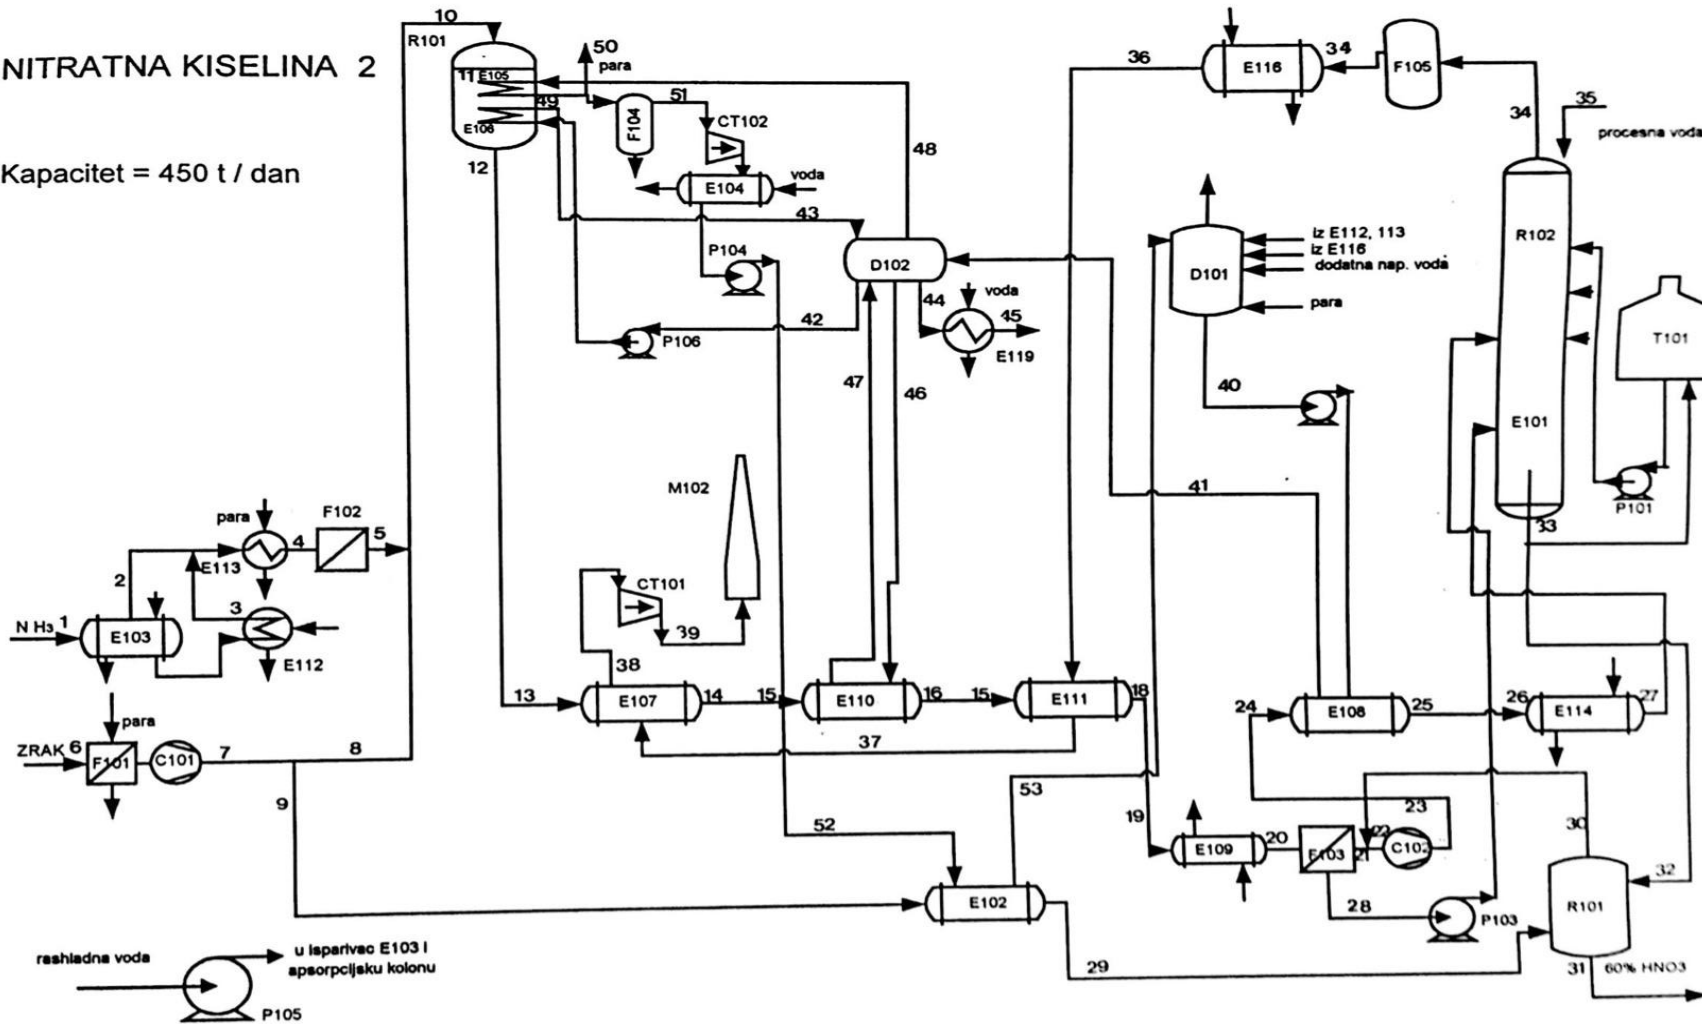 NITRATNA KISELINA 2
Kapacitet = 450 t / dan
10
R101
11
E105
49
E106
12
50
para
51
F104
CT102
E104
voda
43
P104
D102
48
42
P106
44
voda
45
E119
47
46
36
E116
34
F105
34
35
procesna voda
R102
E101
33
T101
P101
D101
iz E112, 113
iz E116
dodatna nap. voda
para
40
41
M102
CT101
39
38
para
F102
4
5
E113
2
3
NH3
1
E103
E112
para
ZRAK
6
F101
C101
7
8
9
13
E107
14
15
E110
16
15
E111
18
37
24
E108
25
26
E114
27
53
52
19
E109
20
F103
21
22
C102
23
30
32
R101
28
P103
E102
29
31
60% HNO3
rashladna voda
u isparivac E103 i
apsorpcijsku kolonu
P105